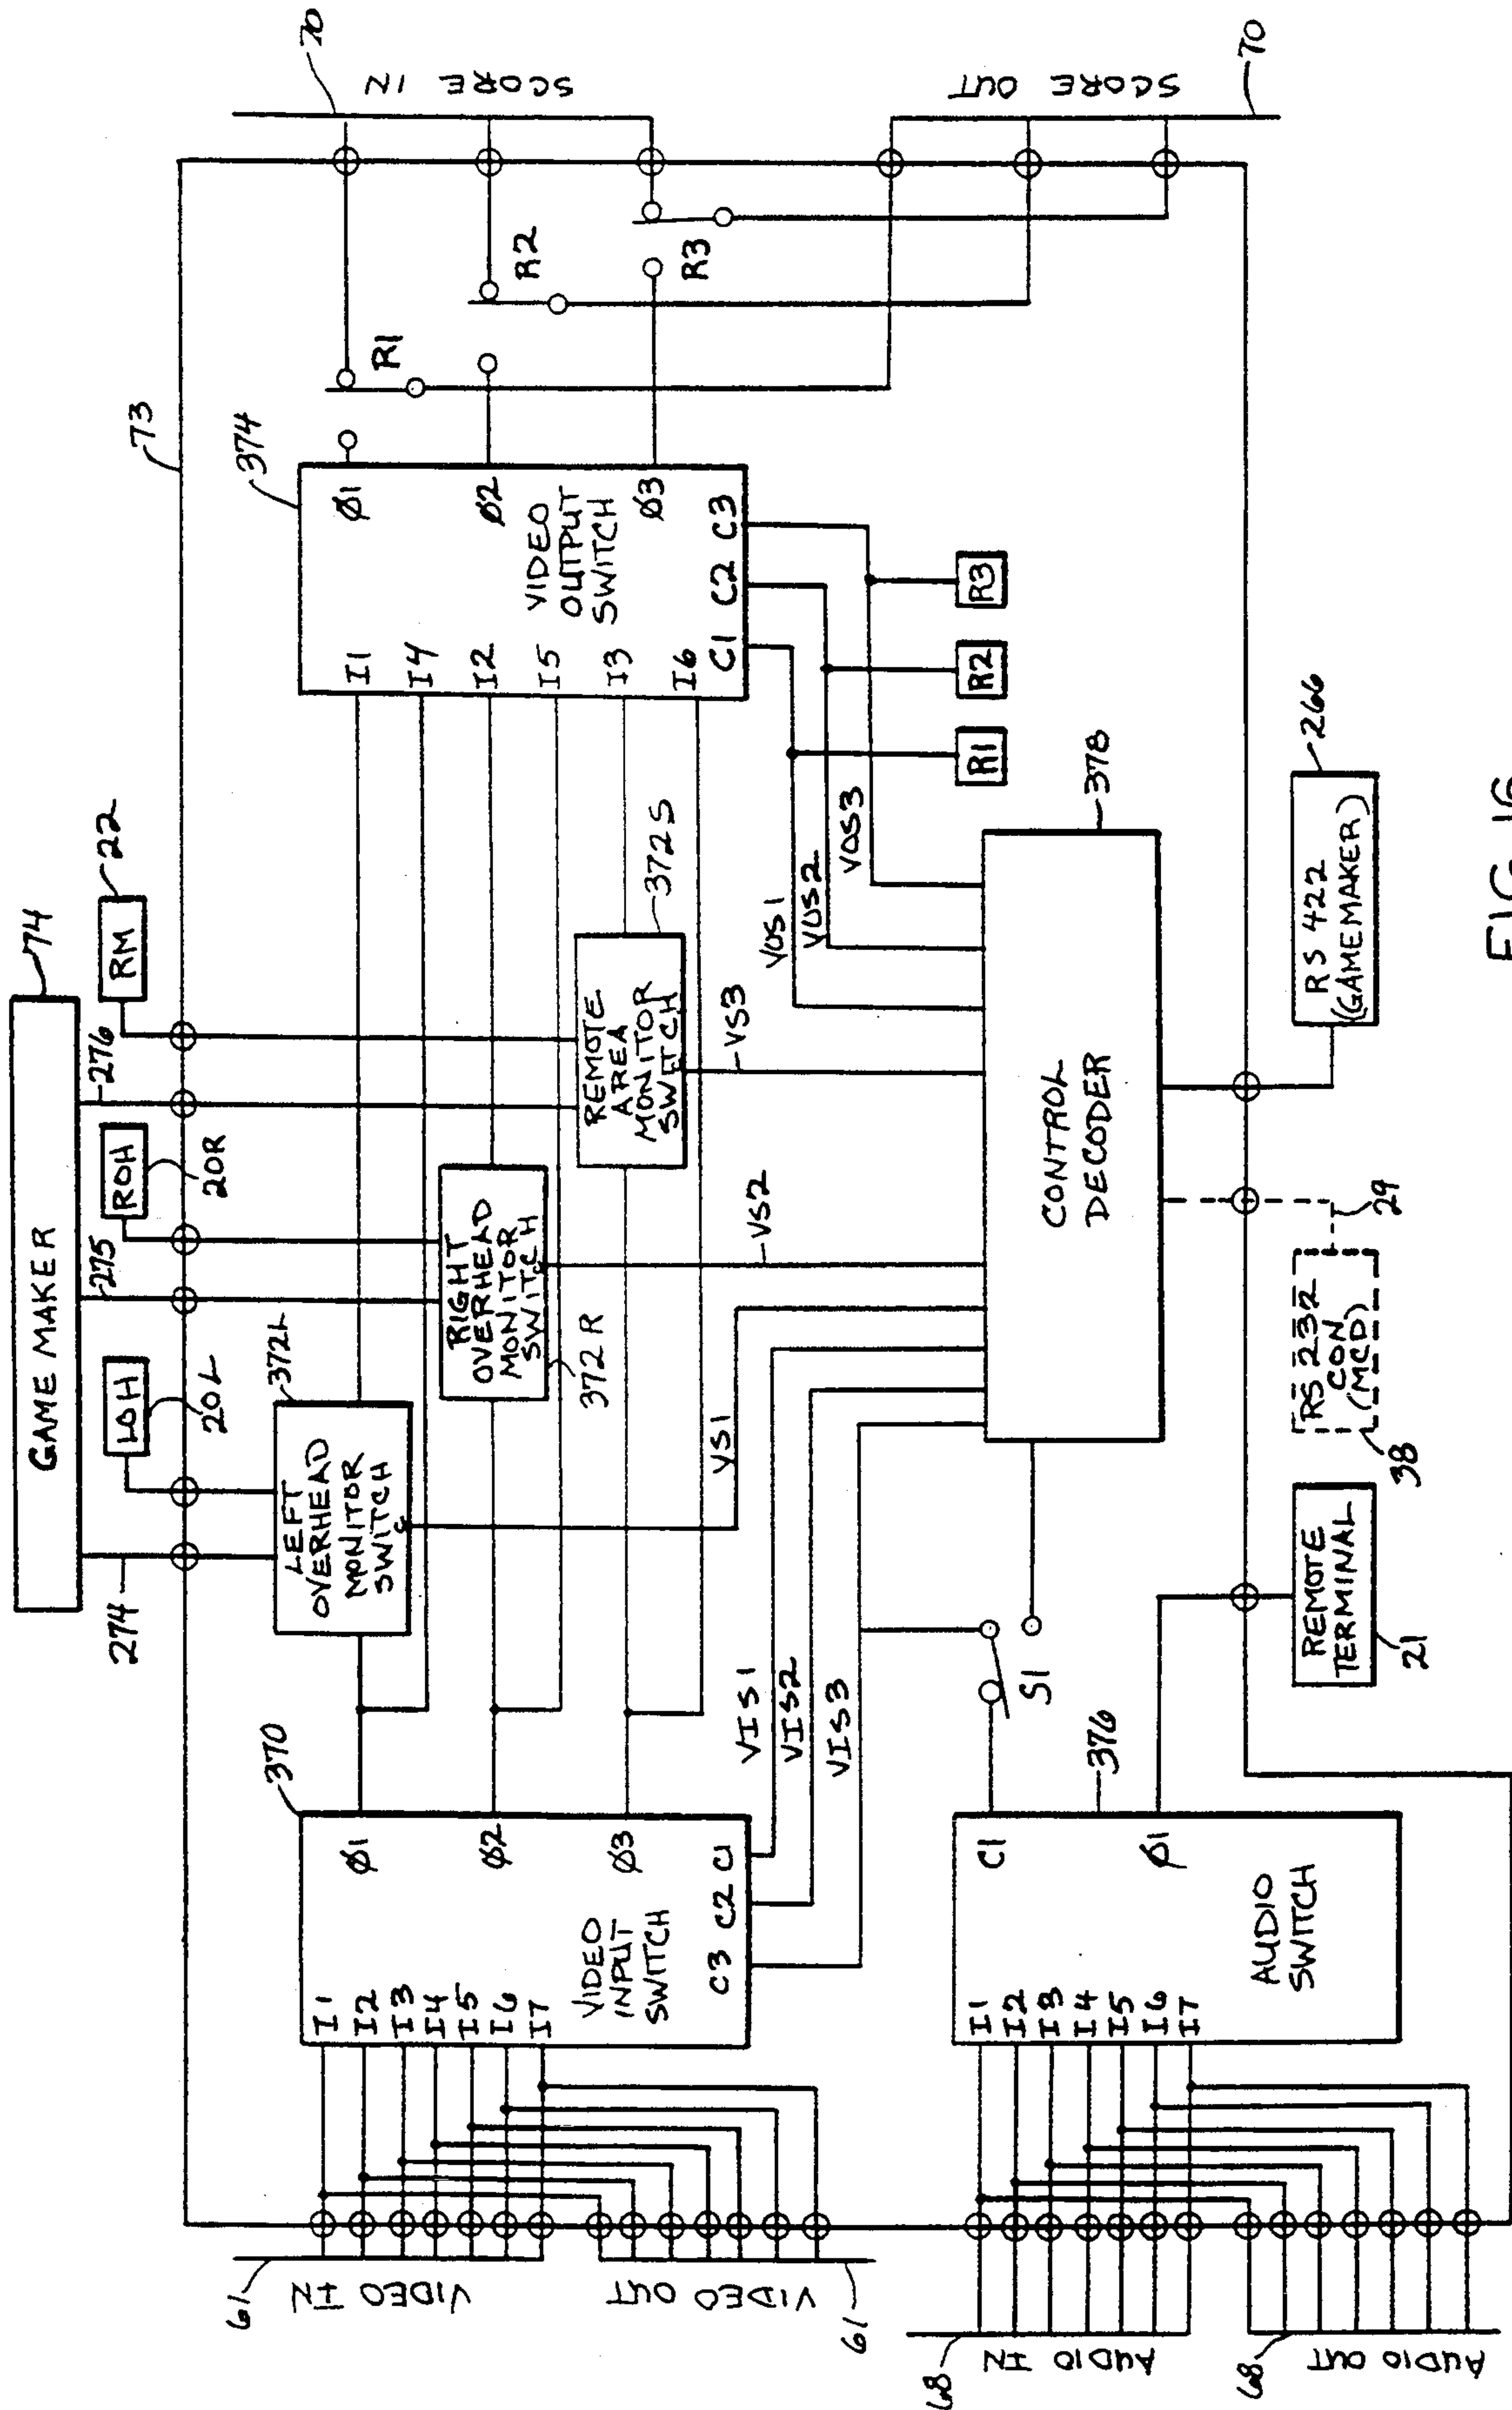 GAME MAKER
74
274
275
276
LOH
20L
ROH
20R
RM
22
73
70
SCORE IN
SCORE OUT
70
61
VIDEO IN
VIDEO OUT
61
I1
I2
I3
I4
I5
I6
I7
VIDEO
INPUT
SWITCH
Ø1
Ø2
Ø3
C3 C2 C1
370
LEFT
OVERHEAD
MONITOR
SWITCH
C
372L
RIGHT
OVERHEAD
MONITOR
SWITCH
C
372R
REMOTE
AREA
MONITOR
SWITCH
372S
I1
I4
I2
I5
I3
I6
Ø1
Ø2
Ø3
VIDEO
OUTPUT
SWITCH
C1 C2 C3
374
R1
R2
R3
VS1
VS2
VS3
VIS1
VIS2
VIS3
VOS1
VOS2
VOS3
R1
R2
R3
S1
CONTROL
DECODER
378
68
AUDIO IN
68
AUDIO OUT
I1
I2
I3
I4
I5
I6
I7
C1
Ø1
AUDIO
SWITCH
376
REMOTE
TERMINAL
21
RS 232
CON
(MCD)
38
29
RS 422
(GAMEMAKER)
266
FIG. 16